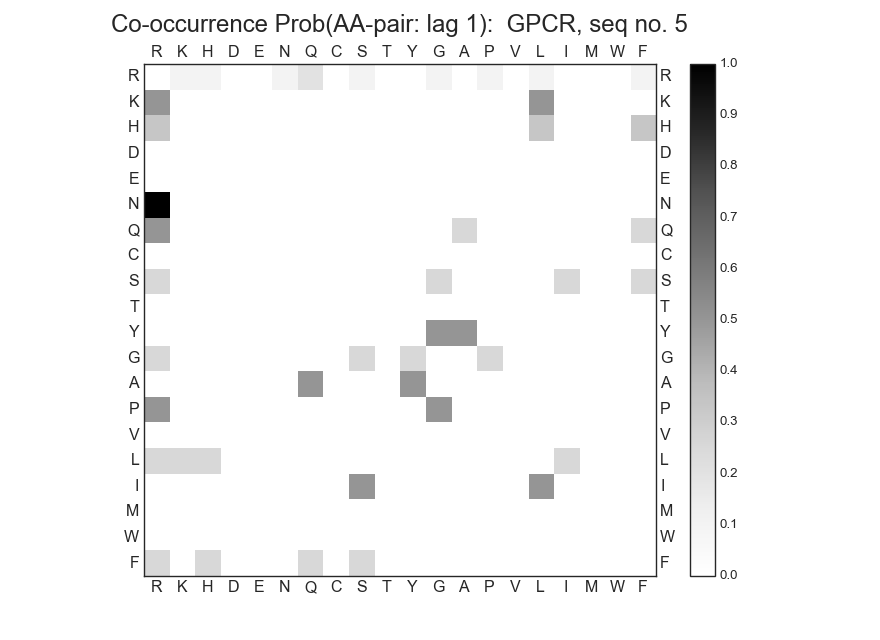 Co-occurrence Prob(AA-pair: lag 1):  GPCR, seq no. 5
R K H D E N Q C S T Y G A P V L I M W F
R R
K K
H H
D D
E E
N N
Q Q
C C
S S
T T
Y Y
G G
A A
P P
V V
L L
I I
M M
W W
F F
R K H D E N Q C S T Y G A P V L I M W F
1.0
0.9
0.8
0.7
0.6
0.5
0.4
0.3
0.2
0.1
0.0